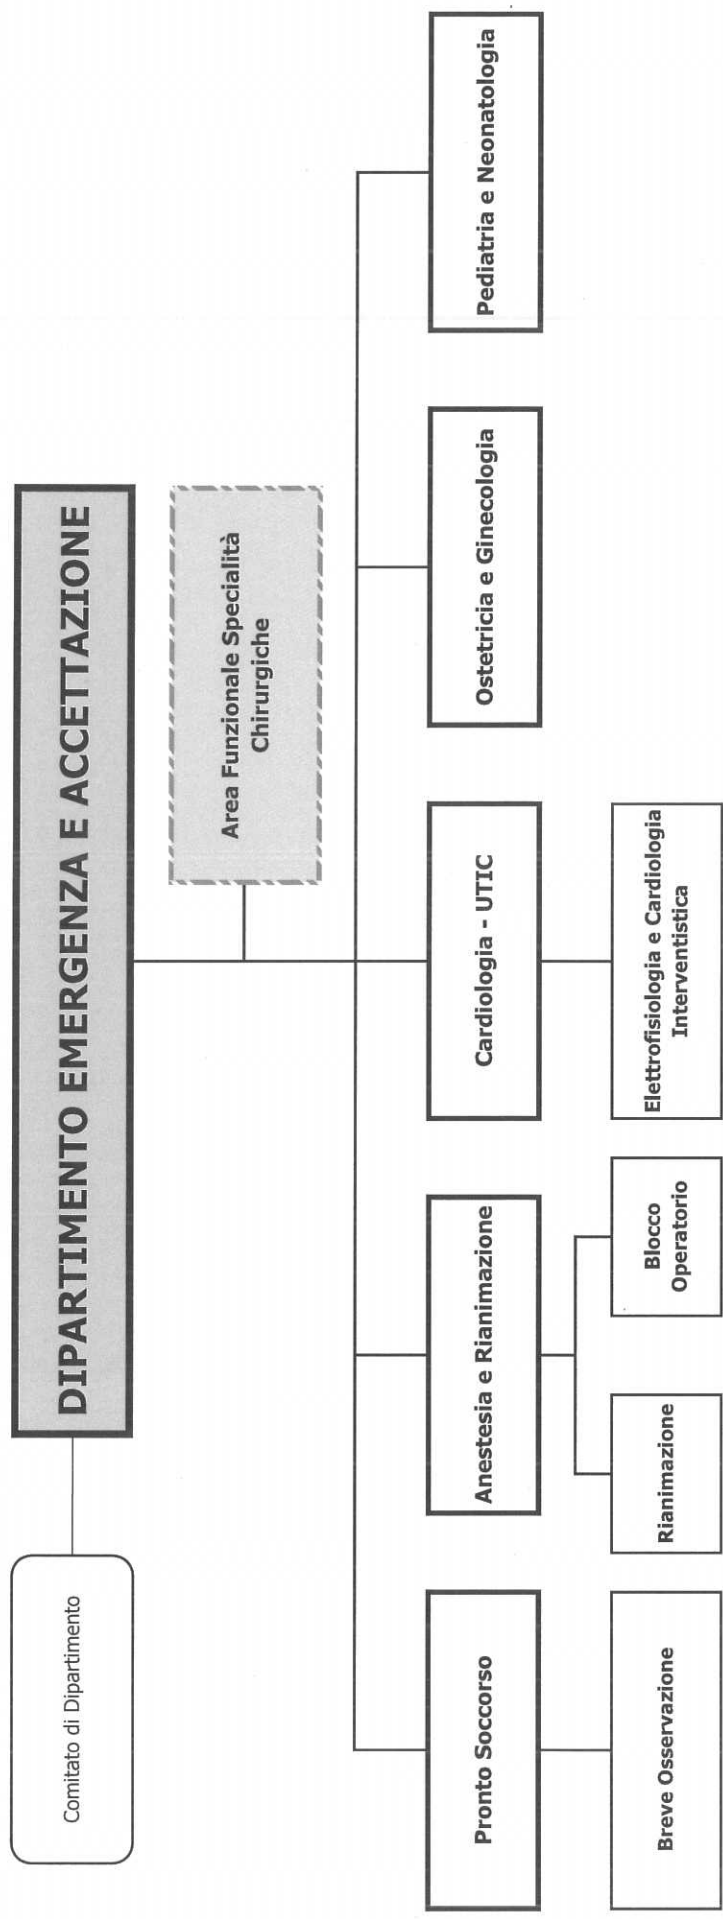 DIPARTIMENTO EMERGENZA E ACCETTAZIONE
Comitato di Dipartimento
Area Funzionale Specialità
Chirurgiche
Pronto Soccorso
Anestesia e Rianimazione
Cardiologia - UTIC
Ostetricia e Ginecologia
Pediatria e Neonatologia
Breve Osservazione
Rianimazione
Blocco
Operatorio
Elettrofisiologia e Cardiologia
Interventistica